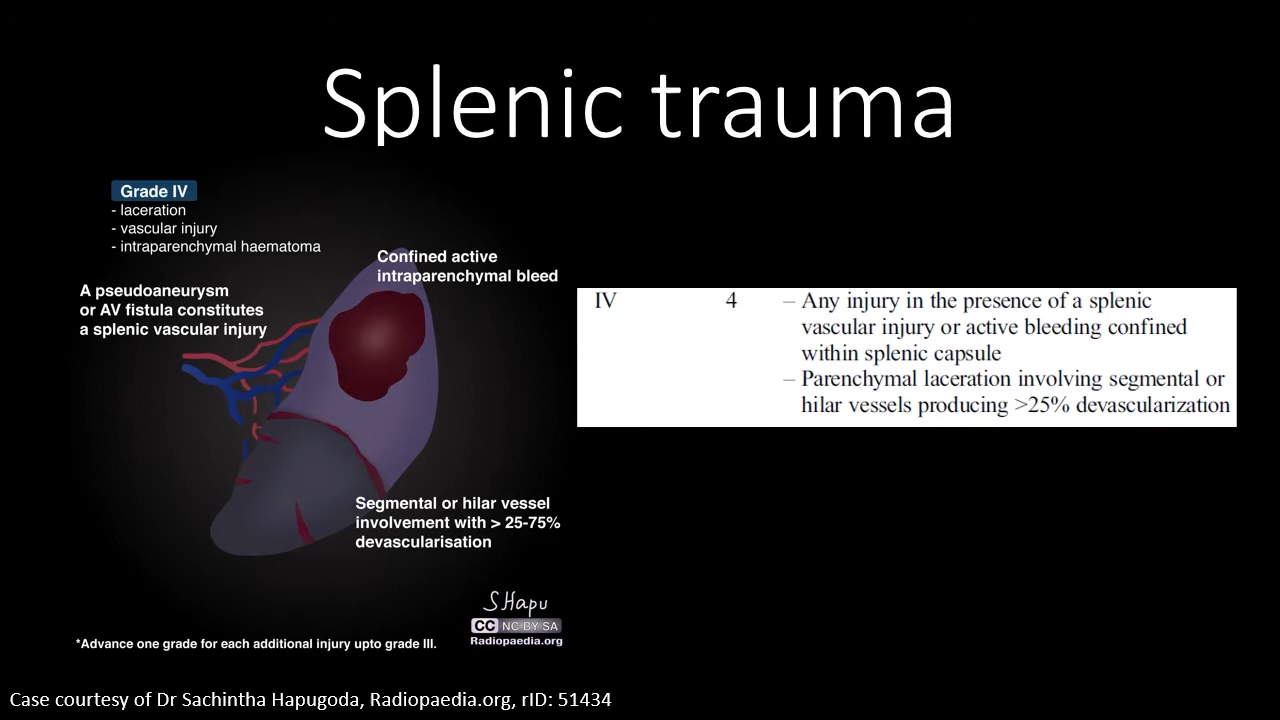 Splenic trauma
Grade IV
- laceration
- vascular injury
- intraparenchymal haematoma
Confined active
intraparenchymal bleed
A pseudoaneurysm
or AV fistula constitutes
a splenic vascular injury
Segmental or hilar vessel
involvement with > 25-75%
devascularisation
SHapu
CC NC BY SA
Radiopaedia.org
*Advance one grade for each additional injury upto grade III.
IV 4 – Any injury in the presence of a splenic
vascular injury or active bleeding confined
within splenic capsule
– Parenchymal laceration involving segmental or
hilar vessels producing >25% devascularization
Case courtesy of Dr Sachintha Hapugoda, Radiopaedia.org, rID: 51434